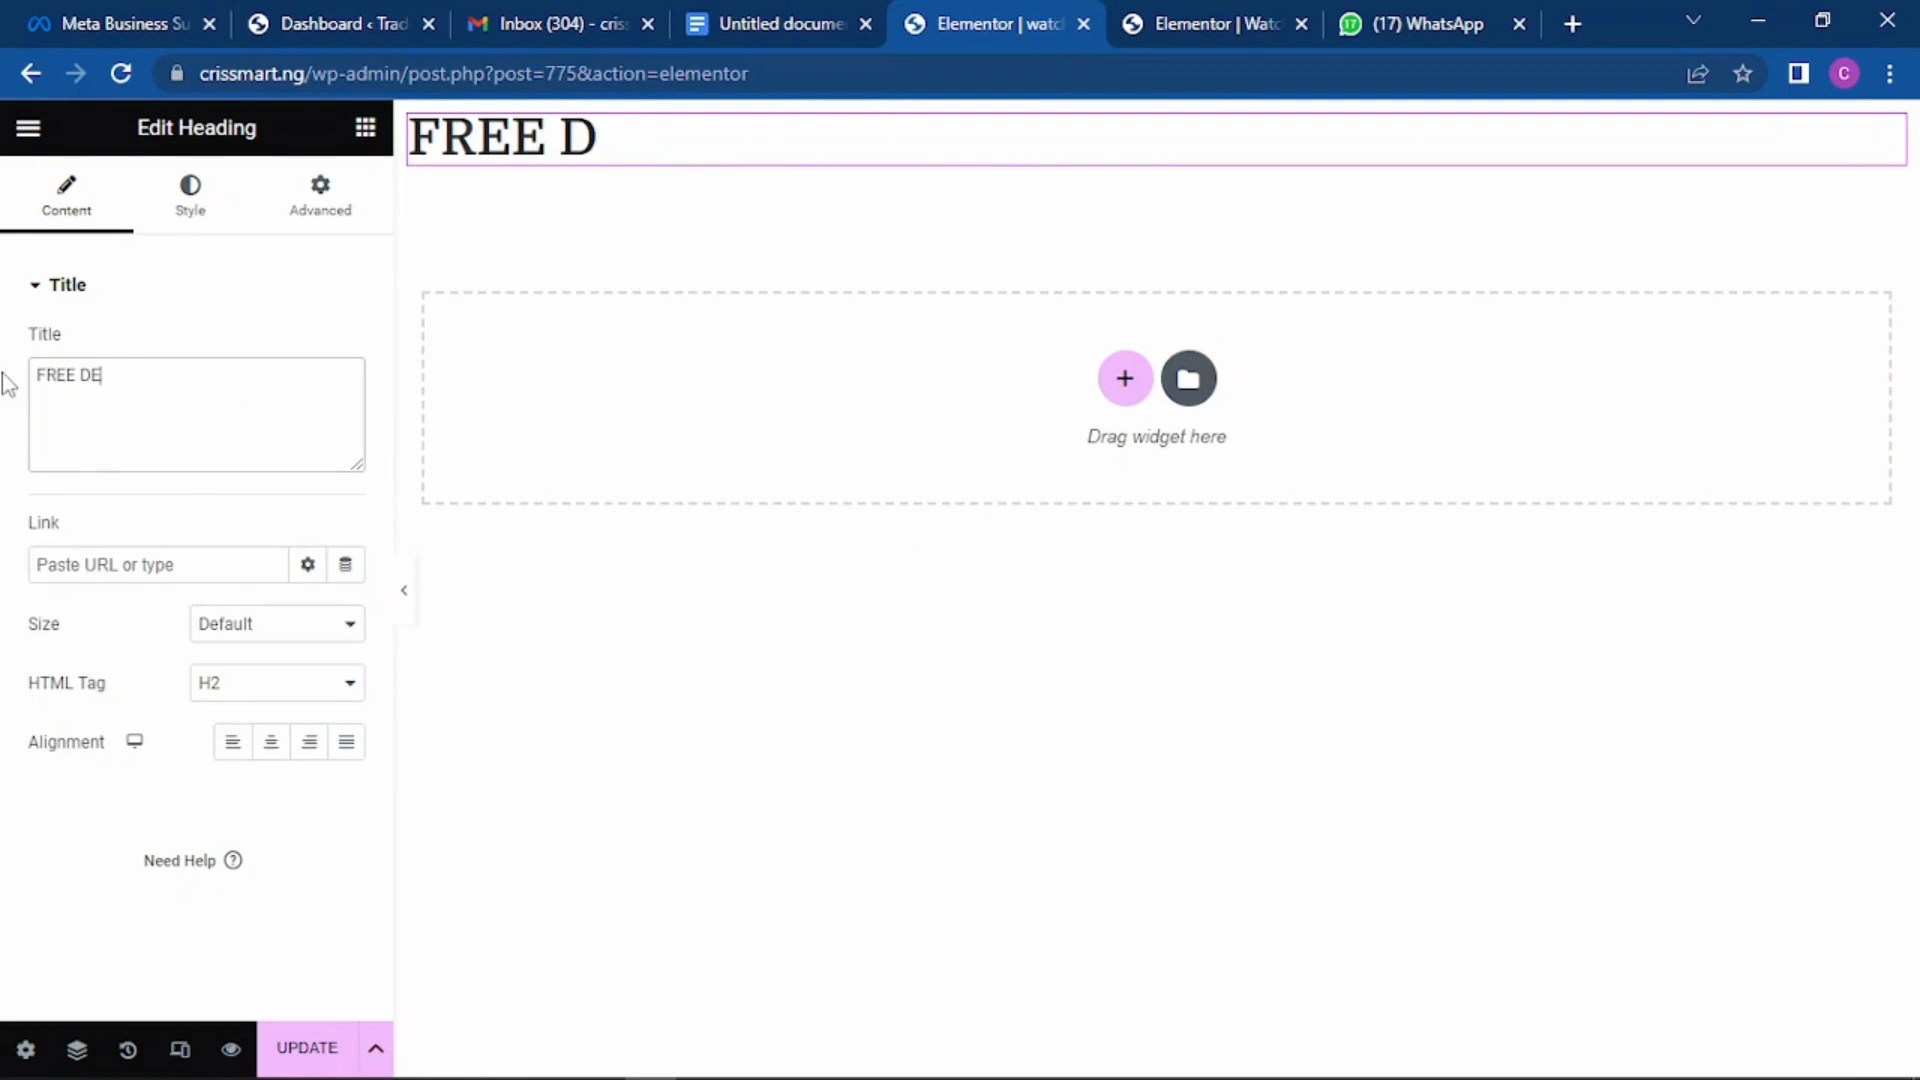 Meta Business Su
Dashboard ‹ Trad
Inbox (304) - cris
Untitled docume
Elementor | watc
Elementor | Watc
17
(17) WhatsApp
crissmart.ng/wp-admin/post.php?post=775&action=elementor
C
Edit Heading
FREE D
Content
Style
Advanced
Title
Title
FREE DE
Drag widget here
Link
Paste URL or type
Size
Default
HTML Tag
H2
Alignment
Need Help ?
UPDATE